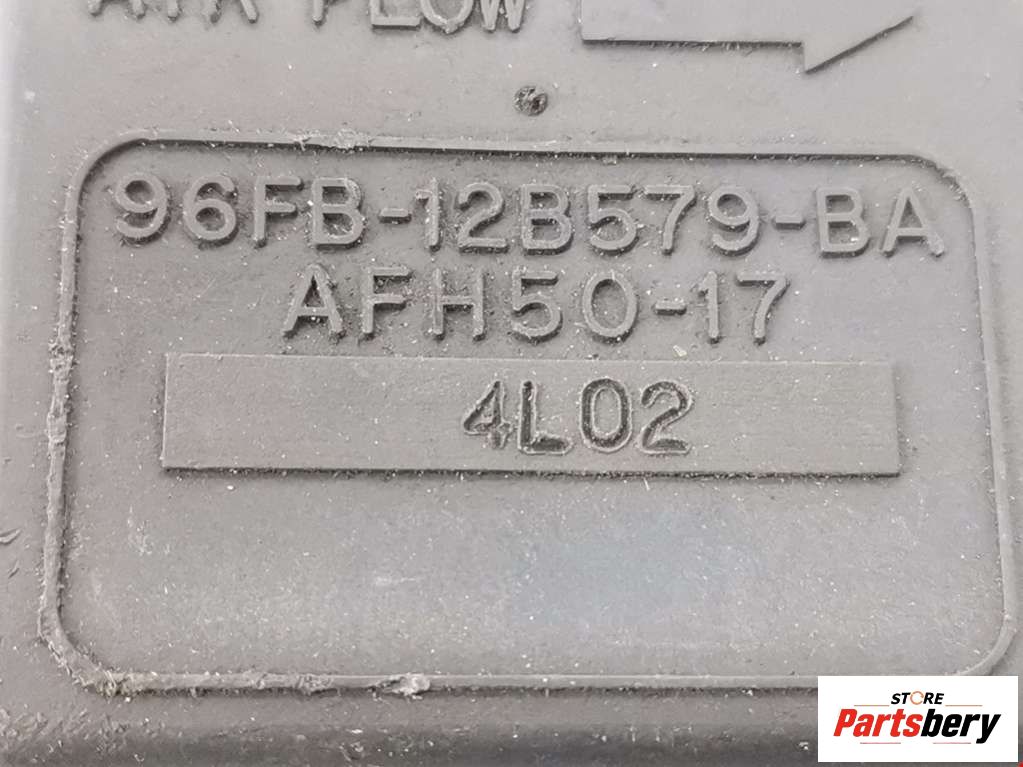 AIR FLOW
96FB-12B579-BA
AFH50-17
4L02
STORE
Partsbery